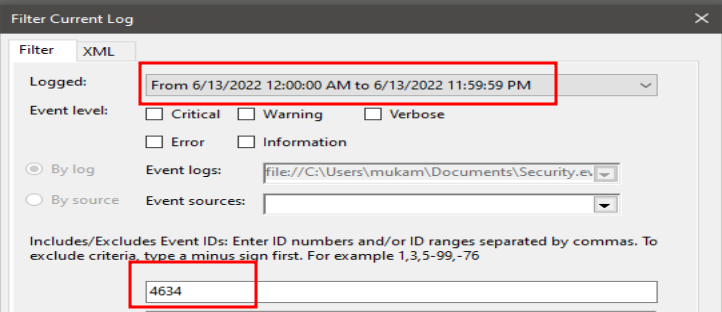 Filter Current Log
Filter XML
Logged: From 6/13/2022 12:00:00 AM to 6/13/2022 11:59:59 PM
Event level: Critical Warning Verbose
Error Information
By log Event logs: file://C:\Users\mukam\Documents\Security.ev
By source Event sources:
Includes/Excludes Event IDs: Enter ID numbers and/or ID ranges separated by commas. To
exclude criteria, type a minus sign first. For example 1,3,5-99,-76
4634